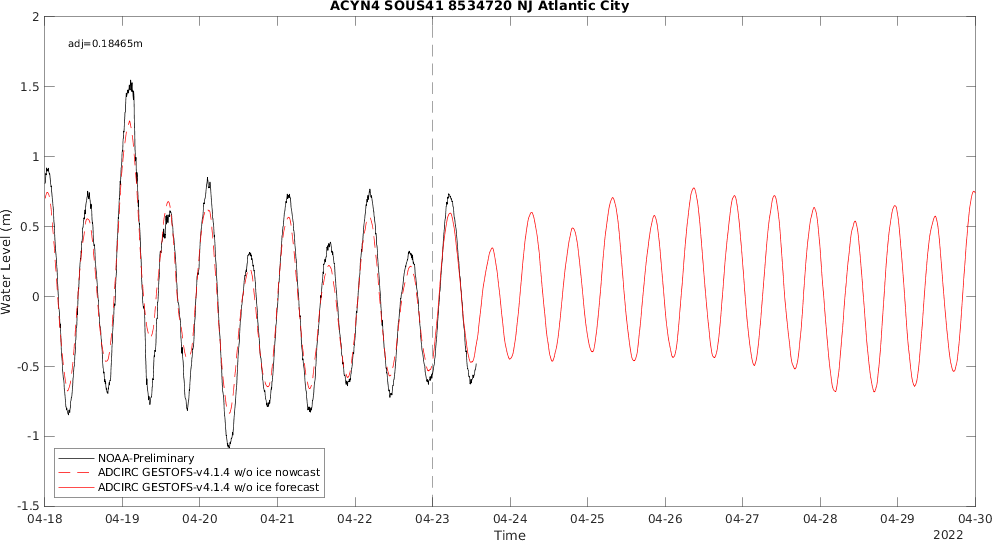 ACYN4 SOUS41 8534720 NJ Atlantic City
adj=0.18465m
2
1.5
1
0.5
0
-0.5
-1
-1.5
Water Level (m)
NOAA-Preliminary
ADCIRC GESTOFS-v4.1.4 w/o ice nowcast
ADCIRC GESTOFS-v4.1.4 w/o ice forecast
04-18 04-19 04-20 04-21 04-22 04-23 04-24 04-25 04-26 04-27 04-28 04-29 04-30
Time
2022